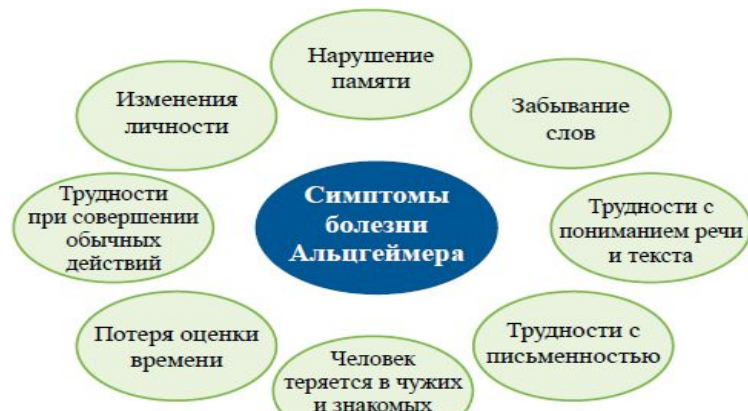 Нарушение
памяти
Изменения
личности
Забывание
слов
Симптомы
болезни
Альцгеймера
Трудности
при совершении
обычных
действий
Трудности с
пониманием речи
и текста
Потеря оценки
времени
Трудности с
письменностью
Человек
теряется в чужих
и знакомых